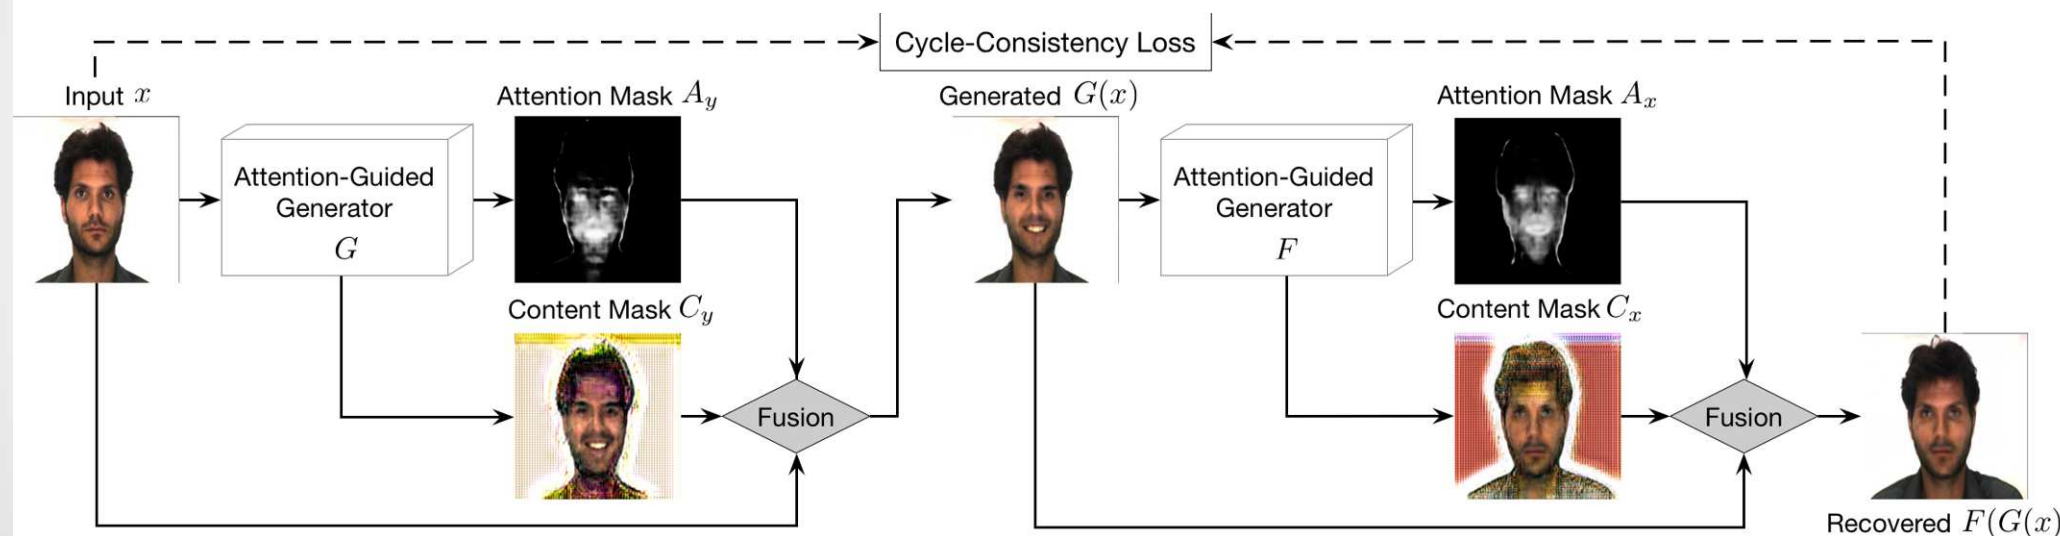 Cycle-Consistency Loss
Input x
Attention Mask A_y
Generated G(x)
Attention Mask A_x
Attention-Guided
Generator
G
Attention-Guided
Generator
F
Content Mask C_y
Content Mask C_x
Fusion
Fusion
Recovered F(G(x)